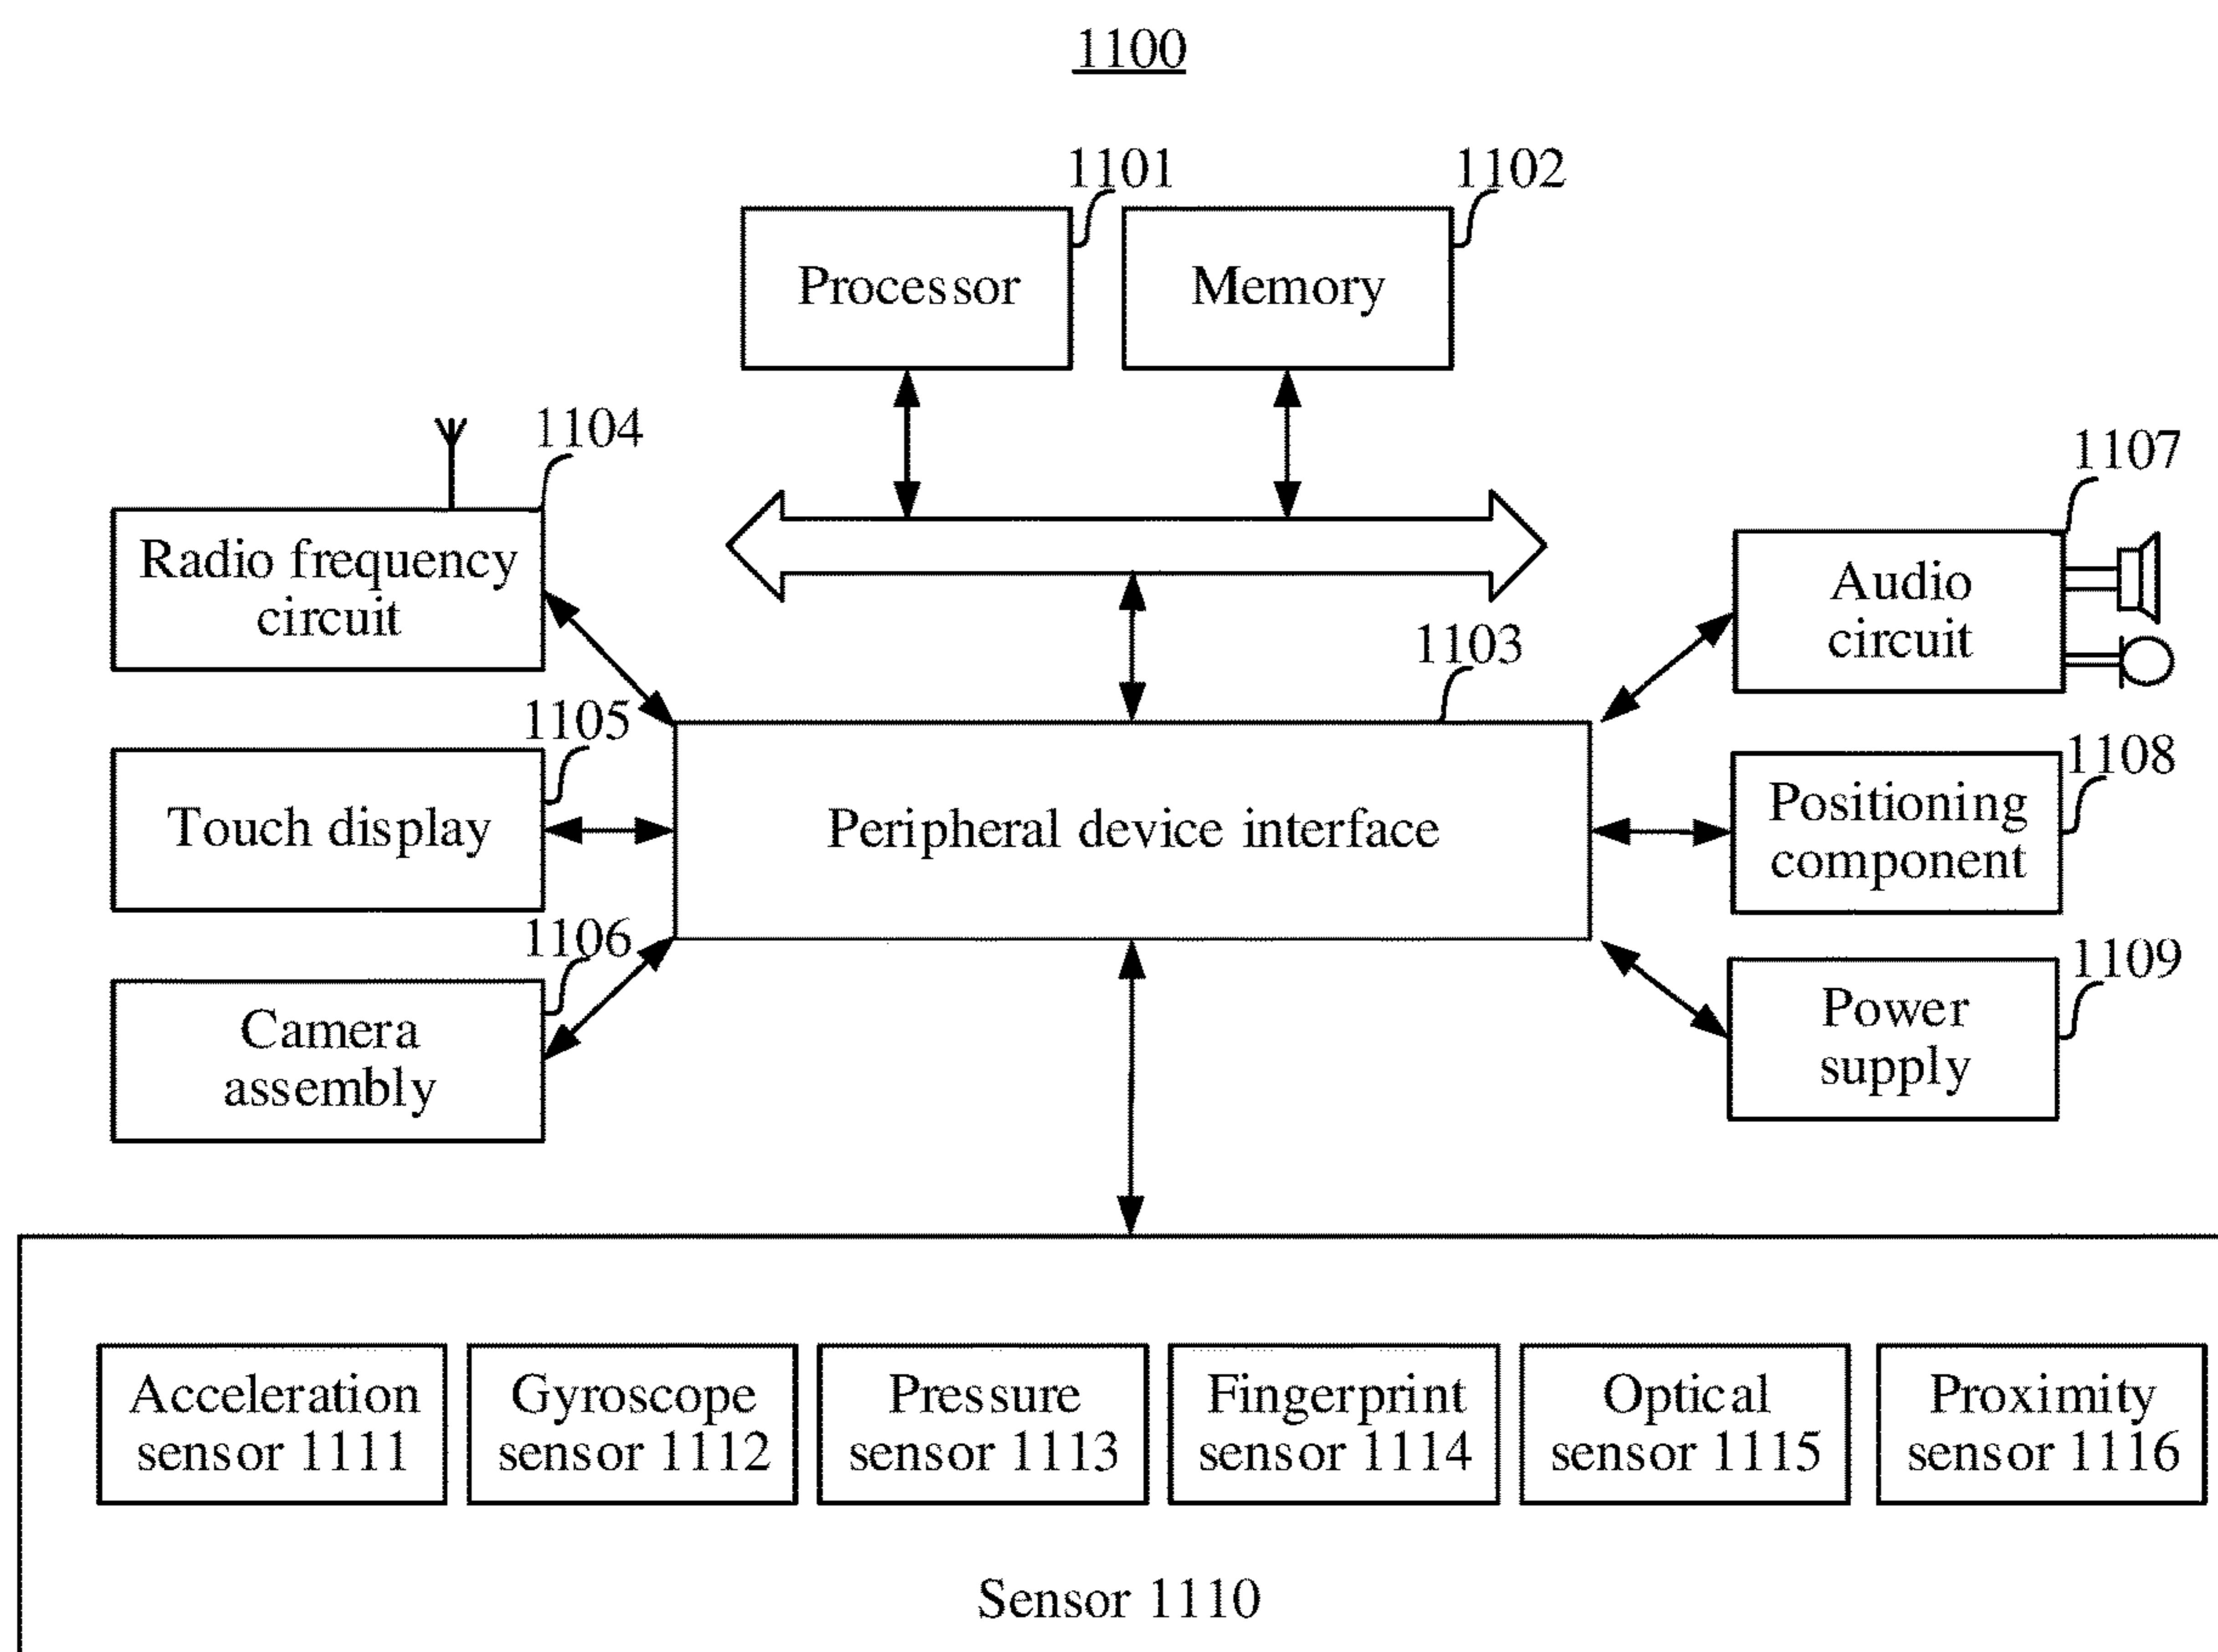 1100
1101
1102
Processor
Memory
1104
1107
Radio frequency
circuit
Audio
circuit
1103
1105
1108
Touch display
Peripheral device interface
Positioning
component
1106
1109
Camera
assembly
Power
supply
Acceleration
sensor 1111
Gyroscope
sensor 1112
Pressure
sensor 1113
Fingerprint
sensor 1114
Optical
sensor 1115
Proximity
sensor 1116
Sensor 1110